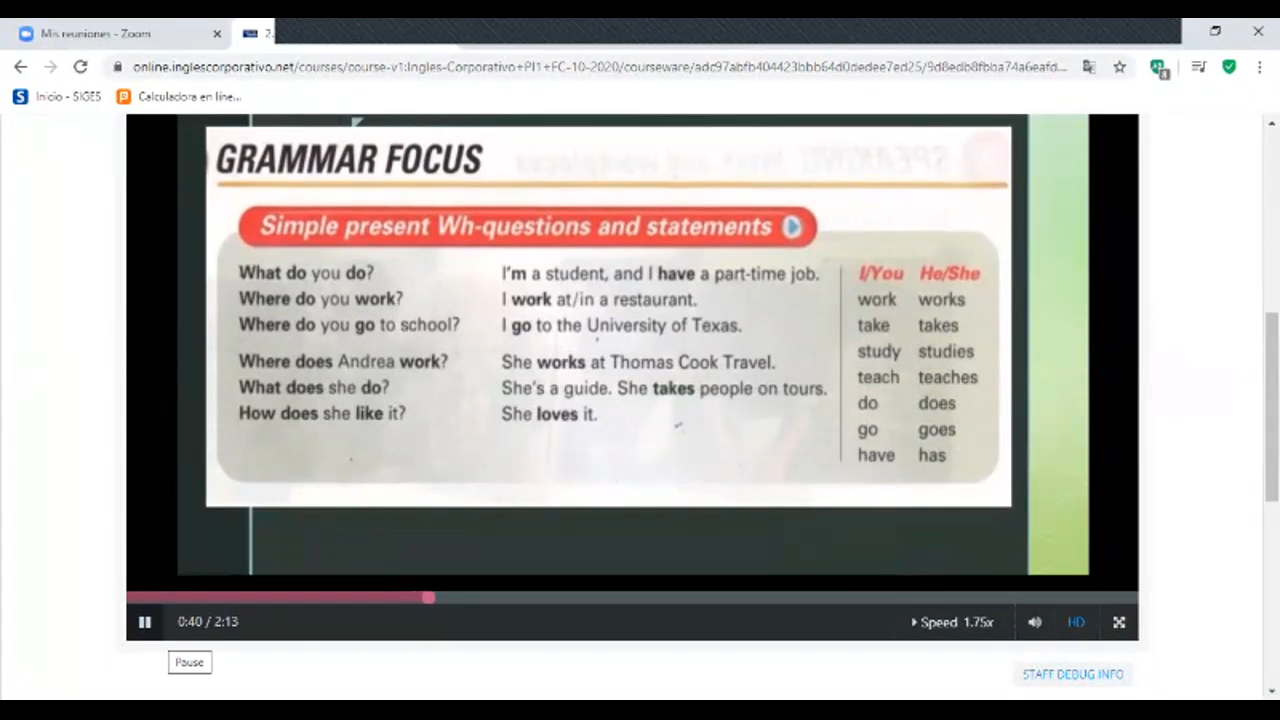 Mis reuniones - Zoom
2.
online.inglescorporativo.net/courses/course-v1:Ingles-Corporativo+PI1+FC-10-2020/courseware/adc97abfb404423bbb64d0dedee7ed25/9d8edb8fbba74a6eafd...
Inicio - SIGES
Calculadora en líne...
GRAMMAR FOCUS
Simple present Wh-questions and statements
What do you do? I'm a student, and I have a part-time job. I/You He/She
Where do you work? I work at/in a restaurant. work works
Where do you go to school? I go to the University of Texas. take takes
study studies
Where does Andrea work? She works at Thomas Cook Travel.
teach teaches
What does she do? She's a guide. She takes people on tours.
do does
How does she like it? She loves it.
go goes
have has
0:40 / 2:13
Speed 1.75x
HD
Pause
STAFF DEBUG INFO